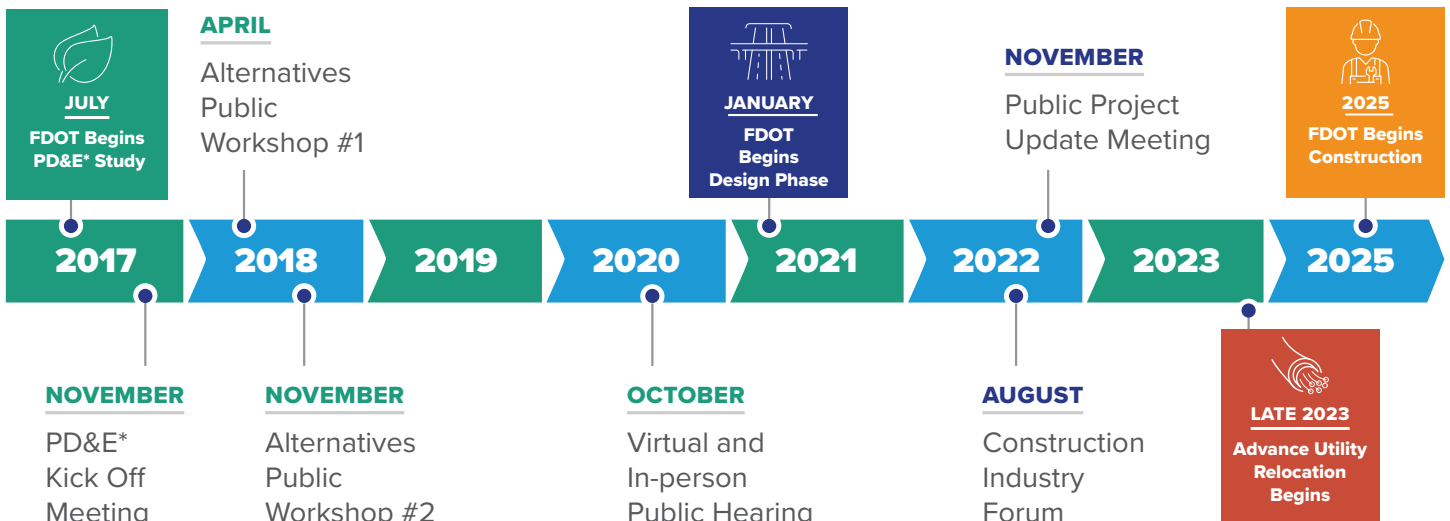 JULY
FDOT Begins
PD&E* Study
APRIL
Alternatives
Public
Workshop #1
JANUARY
FDOT
Begins
Design Phase
NOVEMBER
Public Project
Update Meeting
2025
FDOT Begins
Construction
2017
2018
2019
2020
2021
2022
2023
2025
NOVEMBER
PD&E*
Kick Off
Meeting
NOVEMBER
Alternatives
Public
Workshop #2
OCTOBER
Virtual and
In-person
Public Hearing
AUGUST
Construction
Industry
Forum
LATE 2023
Advance Utility
Relocation
Begins